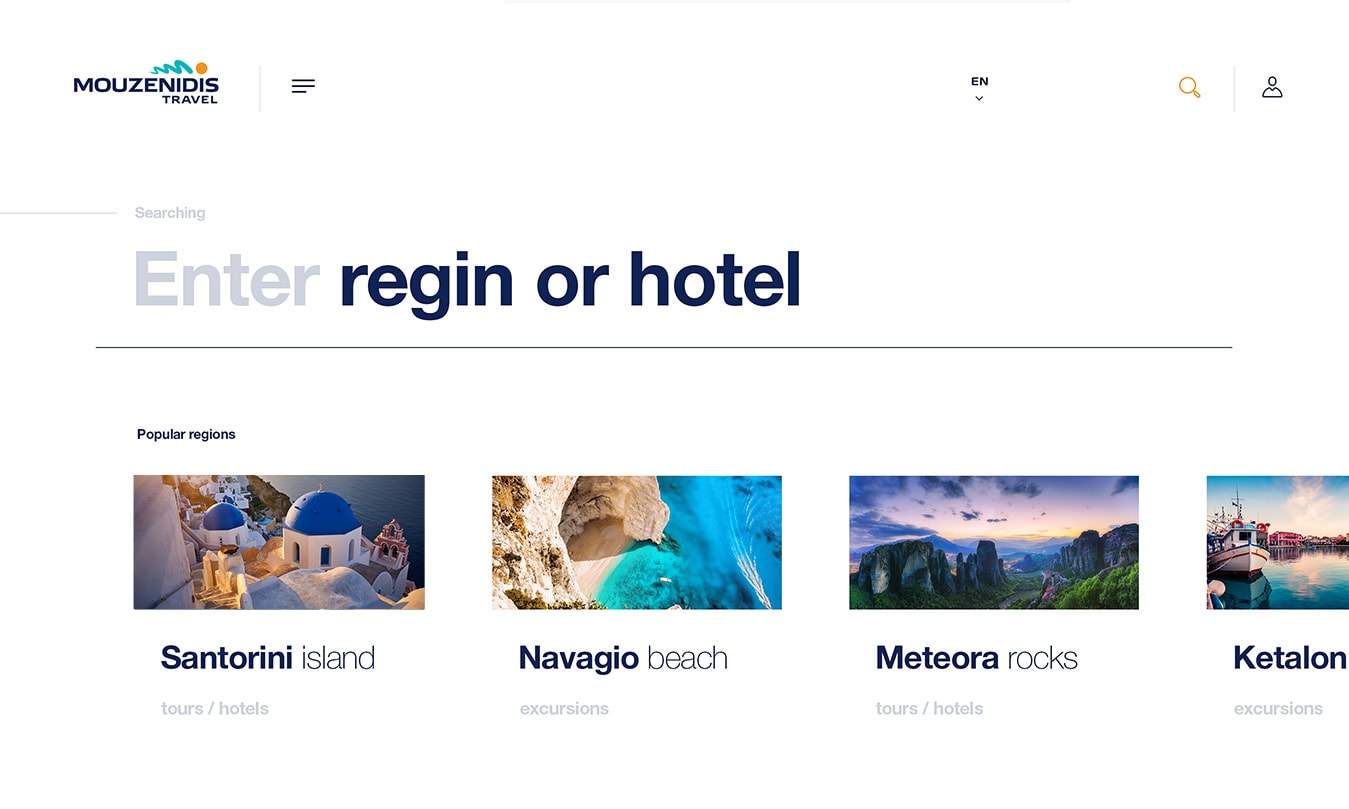 MOUZENIDIS
TRAVEL
EN
Searching
Enter regin or hotel
Popular regions
Santorini island
tours / hotels
Navagio beach
excursions
Meteora rocks
tours / hotels
Ketalon
excursions